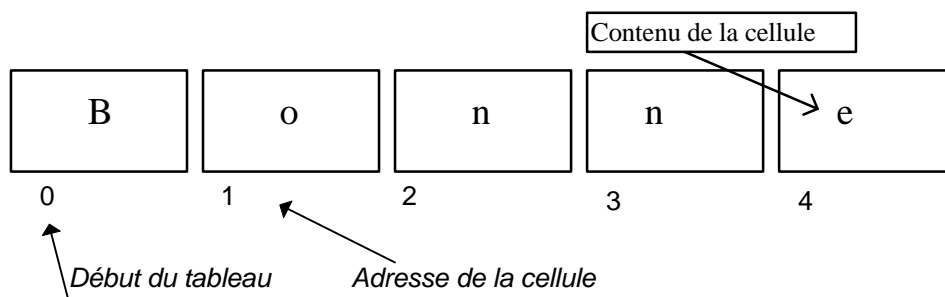 Contenu de la cellule
B o n n e
0 1 2 3 4
Début du tableau Adresse de la cellule